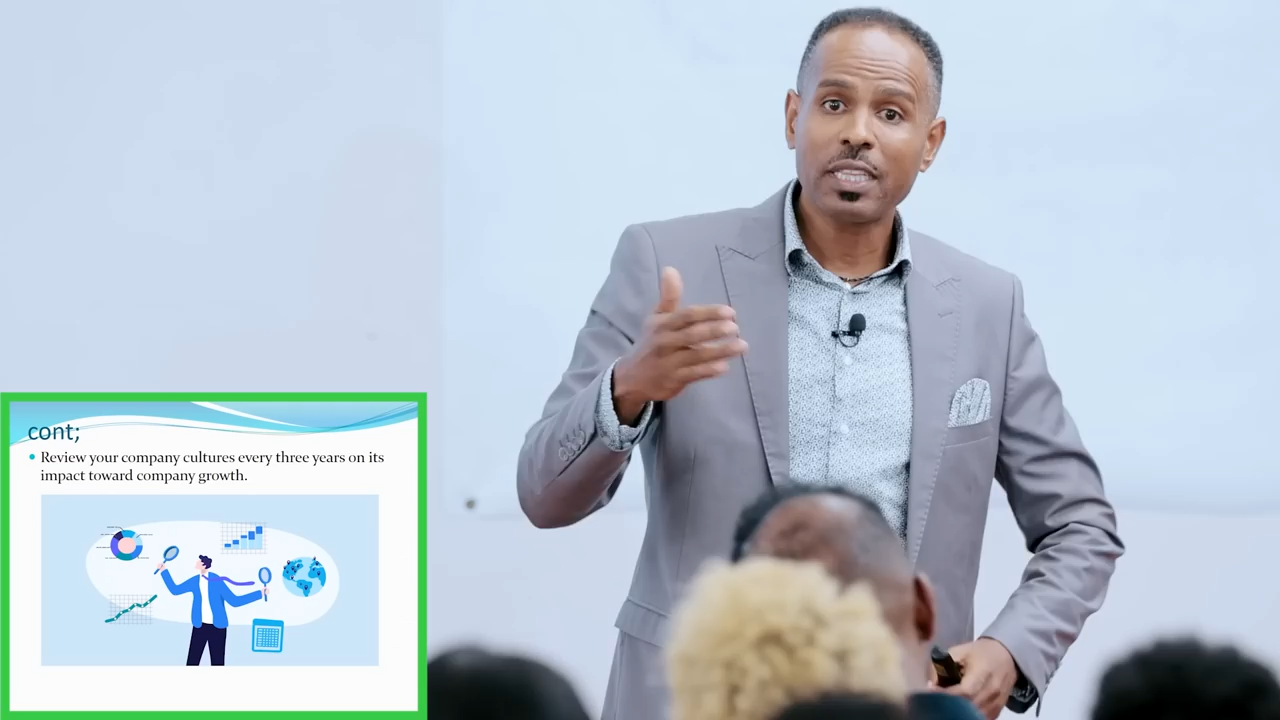 cont;
Review your company cultures every three years on its
impact toward company growth.